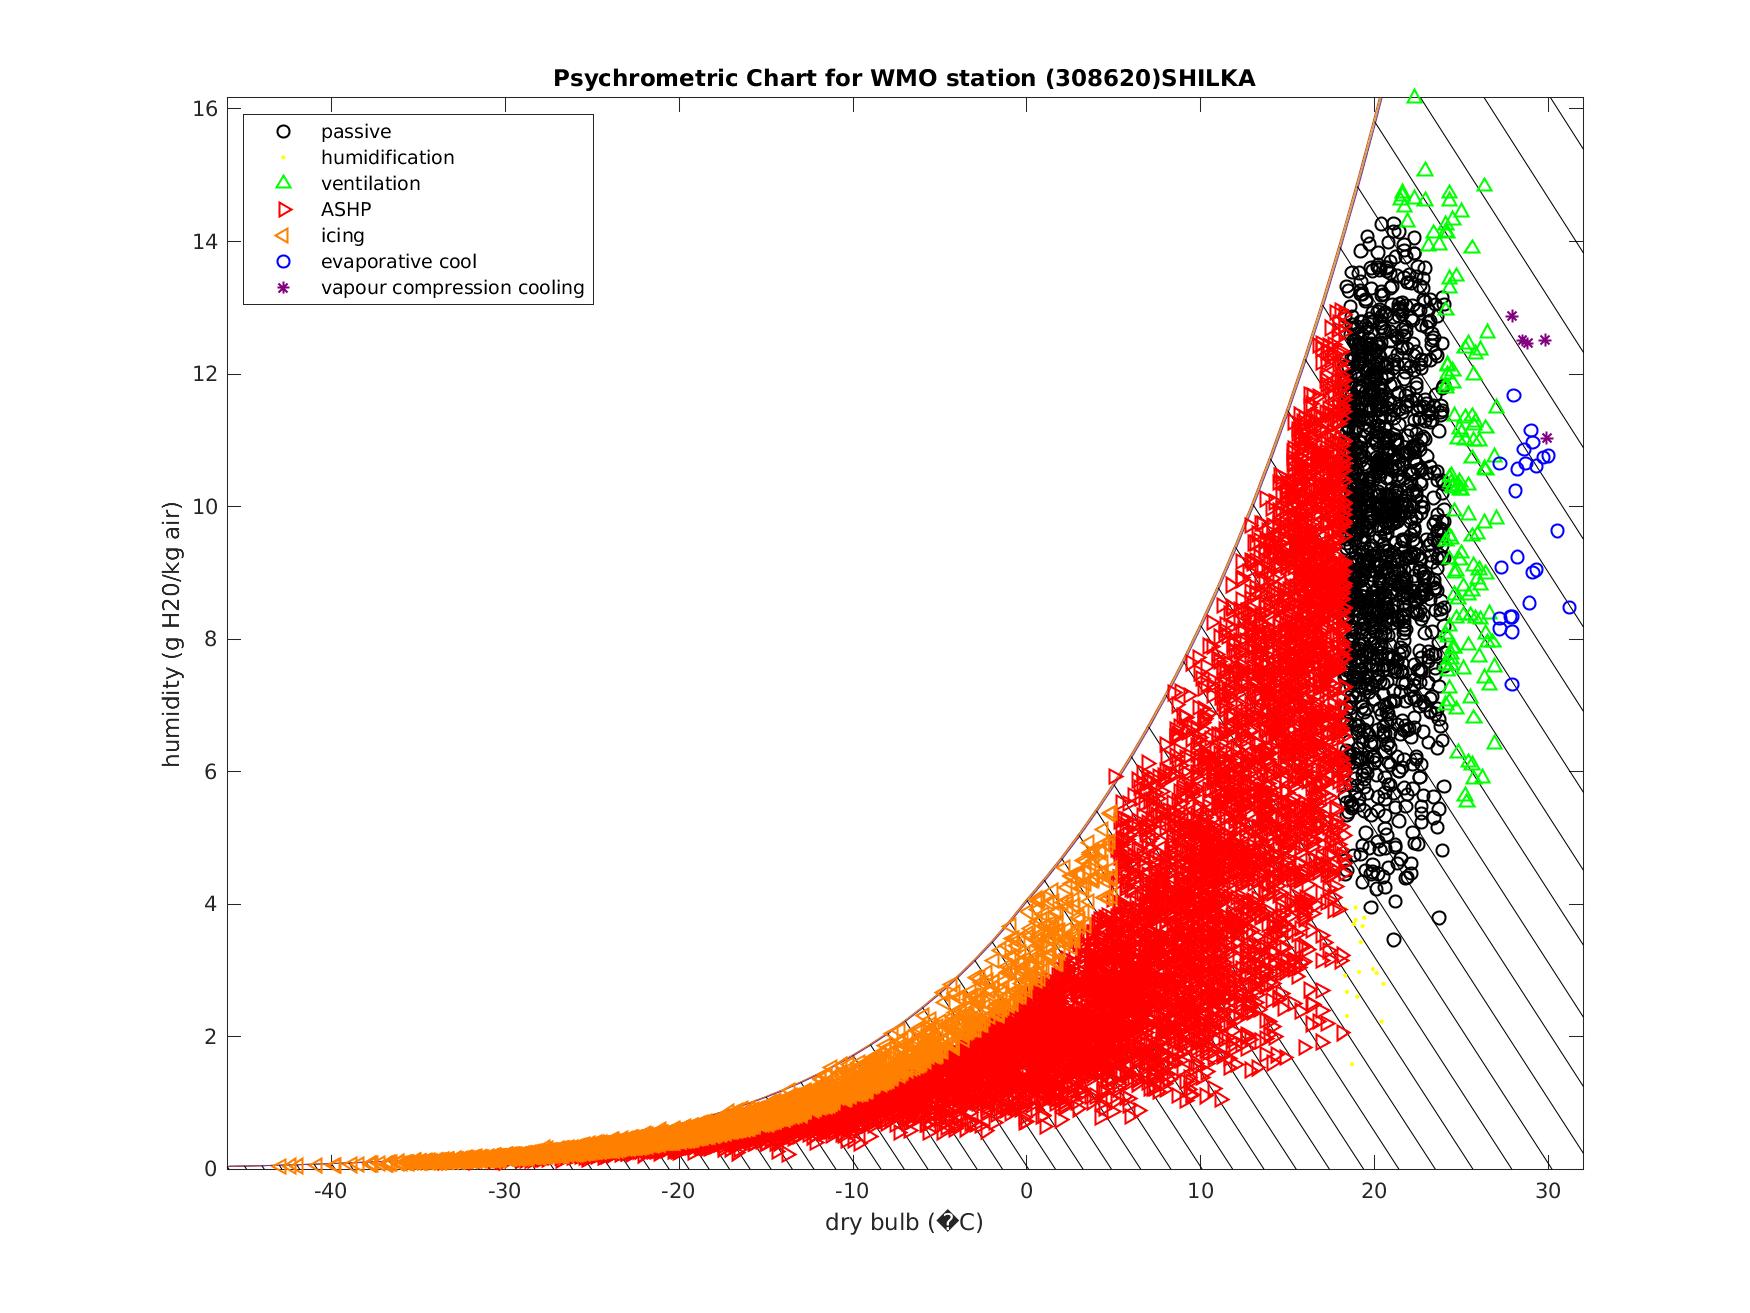 Psychrometric Chart for WMO station (308620)SHILKA
passive
humidification
ventilation
ASHP
icing
evaporative cool
vapour compression cooling
humidity (g H20/kg air)
16
14
12
10
8
6
4
2
0
-40 -30 -20 -10 0 10 20 30
dry bulb (�C)